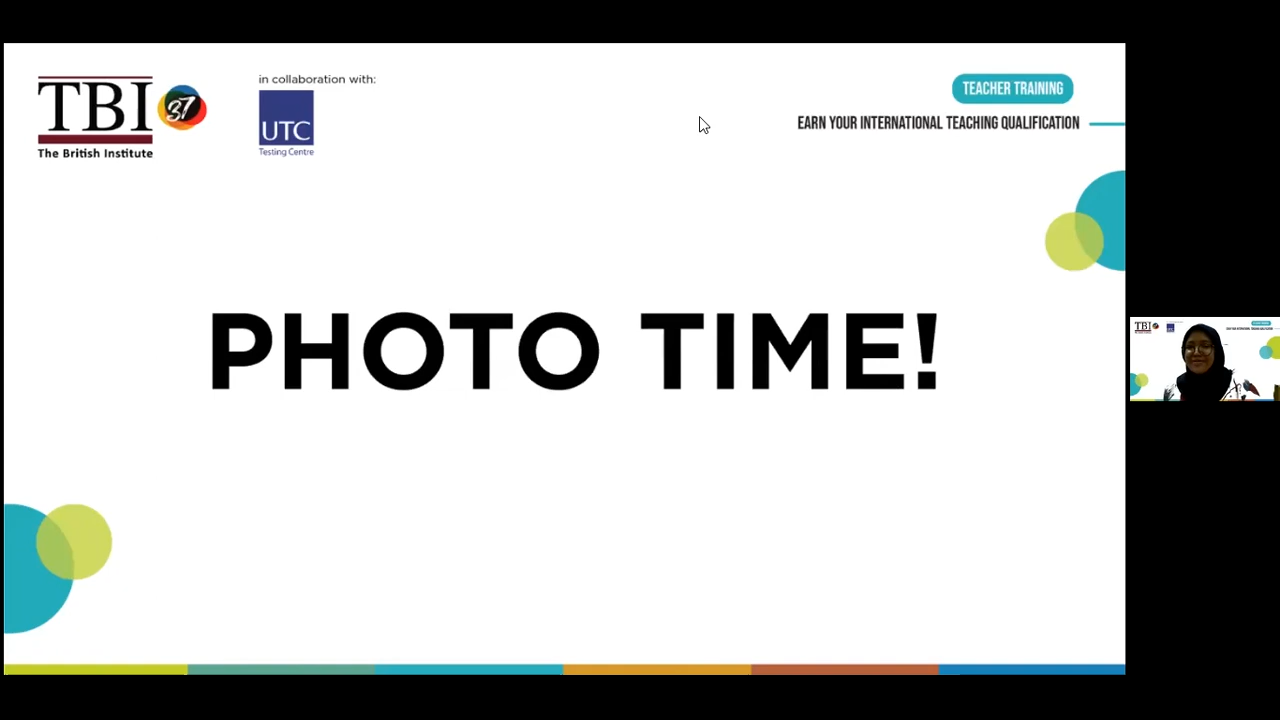 TBI 37
The British Institute
in collaboration with:
UTC
Testing Centre
TEACHER TRAINING
EARN YOUR INTERNATIONAL TEACHING QUALIFICATION
PHOTO TIME!
TBI